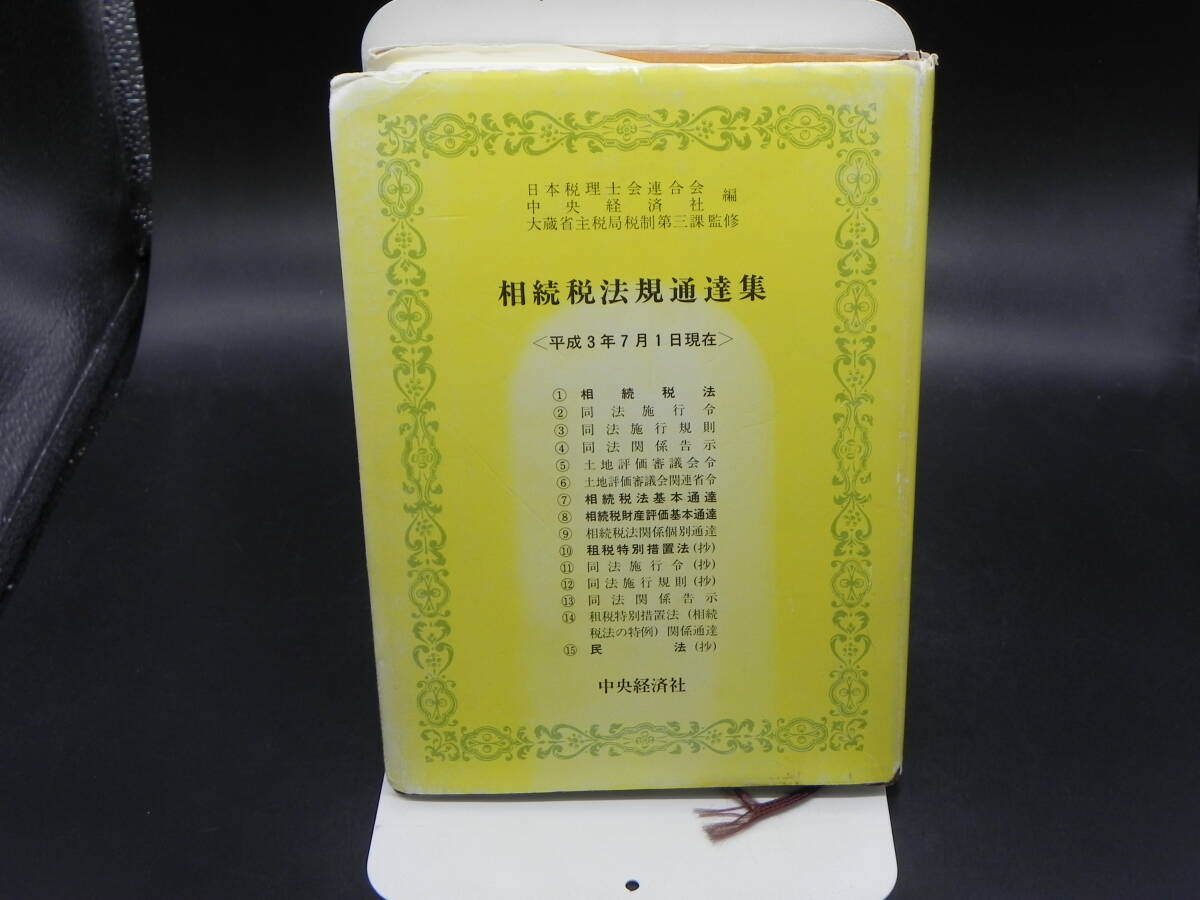 日本税理士会連合会
中央経済社 編
大蔵省主税局税制第三課監修
相続税法規通達集
<平成3年7月1日現在>
① 相続税法
② 同法施行令
③ 同法施行規則
④ 同法関係告示
⑤ 土地評価審議会令
⑥ 土地評価審議会関連省令
⑦ 相続税法基本通達
⑧ 相続税財産評価基本通達
⑨ 相続税法関係個別通達
⑩ 租税特別措置法(抄)
⑪ 同法施行令(抄)
⑫ 同法施行規則(抄)
⑬ 同法関係告示
⑭ 租税特別措置法(相続
税法の特例)関係通達
⑮ 民法(抄)
中央経済社